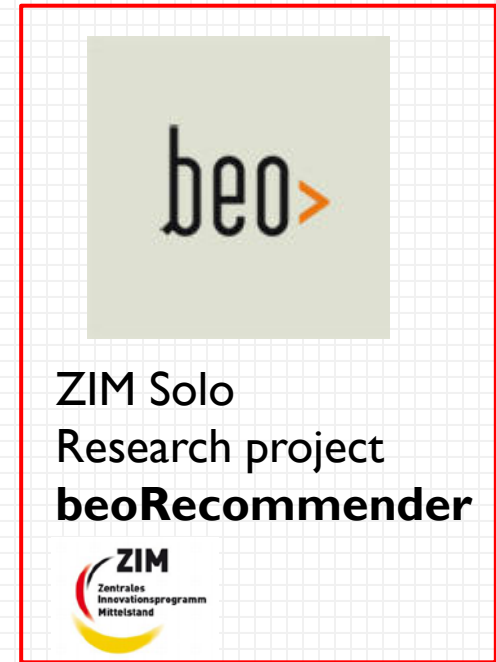 beo>
ZIM Solo
Research project
beoRecommender
ZIM
Zentrales
Innovationsprogramm
Mittelstand